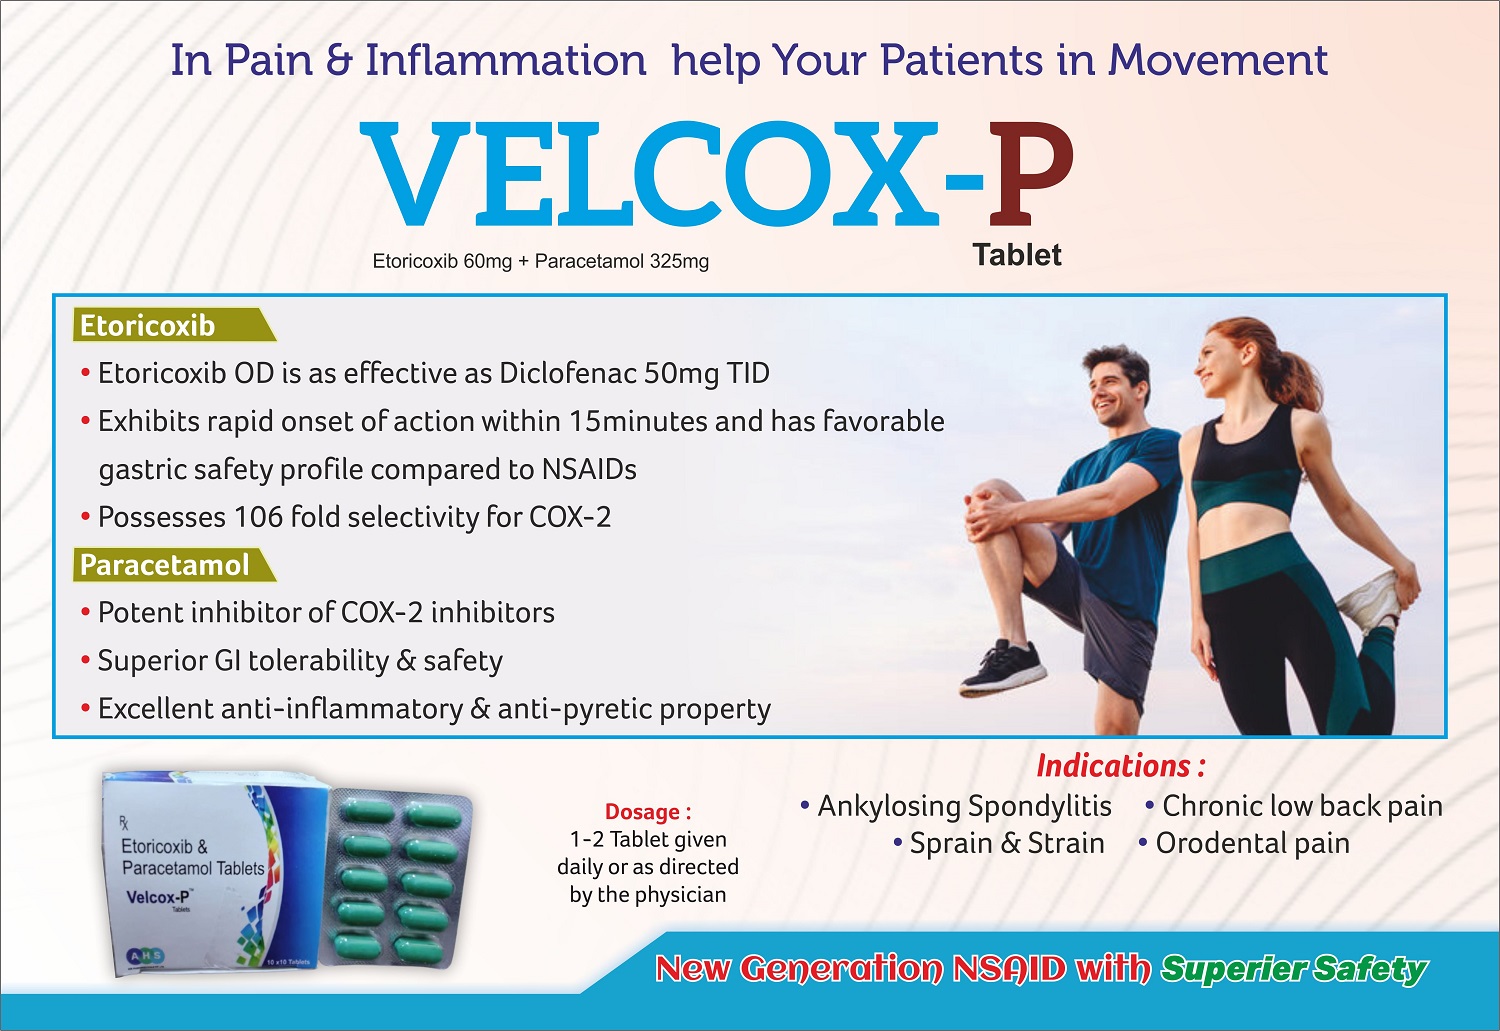 In Pain & Inflammation help Your Patients in Movement
VELCOX-P
Etoricoxib 60mg + Paracetamol 325mg
Tablet
Etoricoxib
• Etoricoxib OD is as effective as Diclofenac 50mg TID
• Exhibits rapid onset of action within 15minutes and has favorable
gastric safety profile compared to NSAIDs
• Possesses 106 fold selectivity for COX-2
Paracetamol
• Potent inhibitor of COX-2 inhibitors
• Superior GI tolerability & safety
• Excellent anti-inflammatory & anti-pyretic property
Rx
Etoricoxib &
Paracetamol Tablets
Velcox-P™
Tablets
AHS
10 x10 Tablets
Dosage :
1-2 Tablet given
daily or as directed
by the physician
Indications :
• Ankylosing Spondylitis • Chronic low back pain
• Sprain & Strain • Orodental pain
New Generation NSAID with Superier Safety